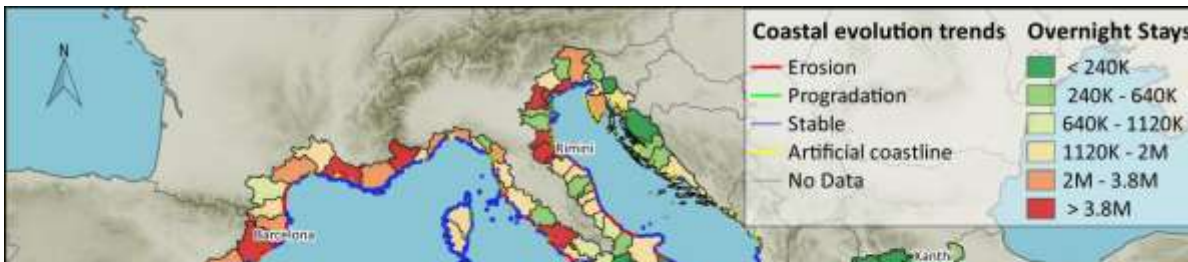 N
Coastal evolution trends
Erosion
Progradation
Stable
Artificial coastline
No Data
Overnight Stays
< 240K
240K - 640K
640K - 1120K
1120K - 2M
2M - 3.8M
> 3.8M
Rimini
Barcelona
Xanth